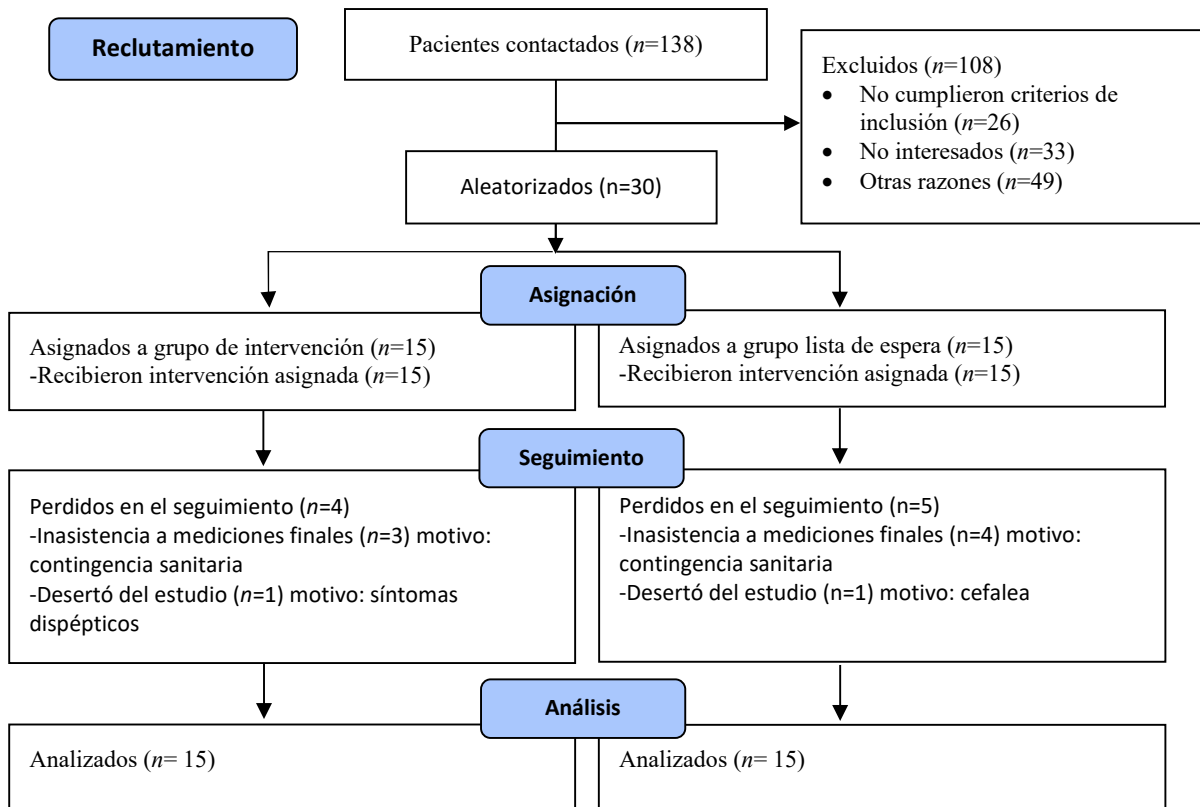 Reclutamiento
Pacientes contactados (n=138)
Excluidos (n=108)
• No cumplieron criterios de
inclusión (n=26)
• No interesados (n=33)
• Otras razones (n=49)
Aleatorizados (n=30)
Asignación
Asignados a grupo de intervención (n=15)
-Recibieron intervención asignada (n=15)
Asignados a grupo lista de espera (n=15)
-Recibieron intervención asignada (n=15)
Seguimiento
Perdidos en el seguimiento (n=4)
-Inasistencia a mediciones finales (n=3) motivo:
contingencia sanitaria
-Desertó del estudio (n=1) motivo: síntomas
dispépticos
Perdidos en el seguimiento (n=5)
-Inasistencia a mediciones finales (n=4) motivo:
contingencia sanitaria
-Desertó del estudio (n=1) motivo: cefalea
Análisis
Analizados (n= 15)
Analizados (n= 15)